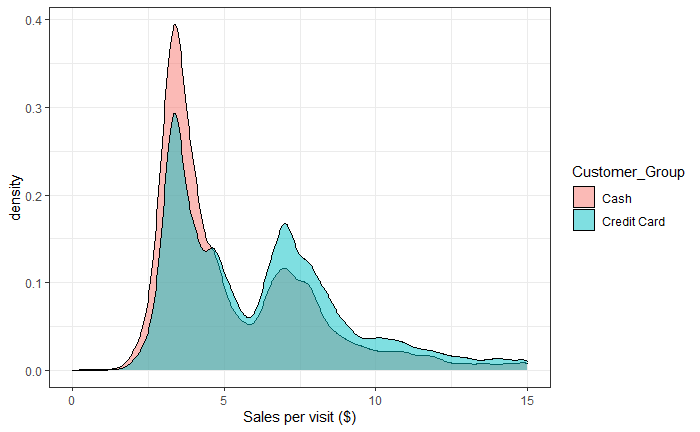 0.4
0.3
0.2
0.1
0.0
density
0
5
10
15
Sales per visit ($)
Customer_Group
Cash
Credit Card